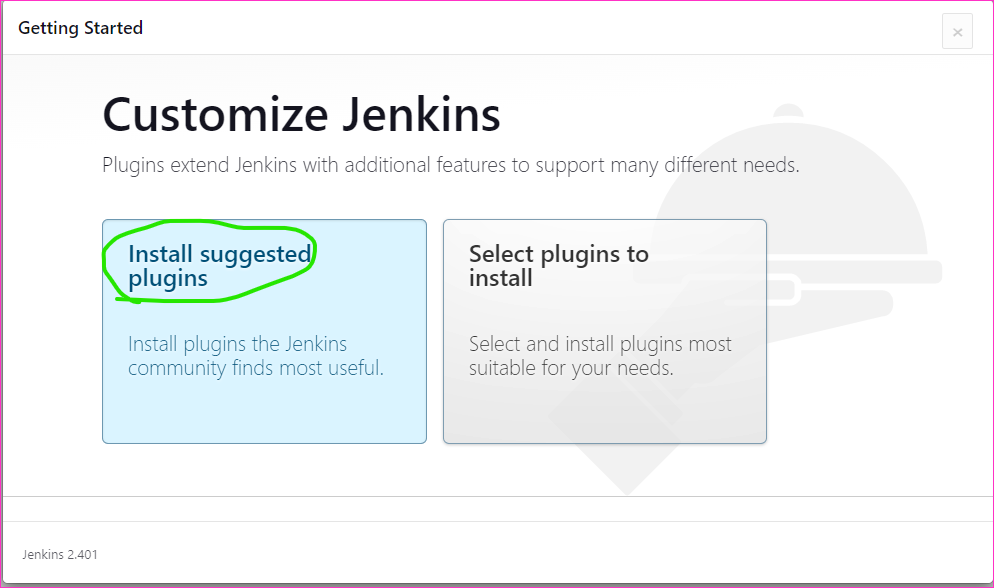 Getting Started
×
Customize Jenkins
Plugins extend Jenkins with additional features to support many different needs.
Install suggested
plugins
Install plugins the Jenkins
community finds most useful.
Select plugins to
install
Select and install plugins most
suitable for your needs.
Jenkins 2.401